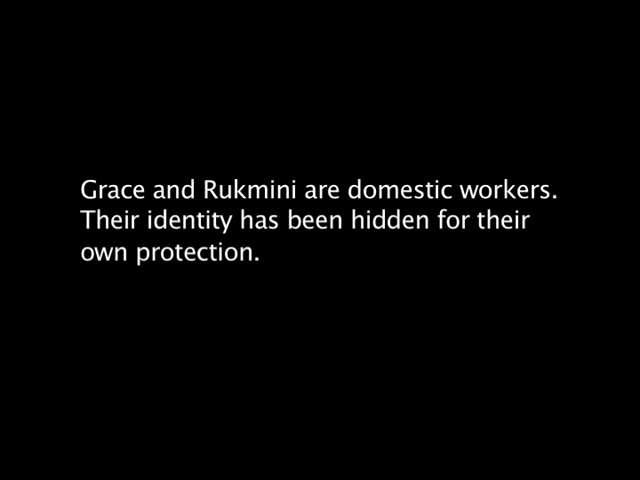 Grace and Rukmini are domestic workers.
Their identity has been hidden for their
own protection.